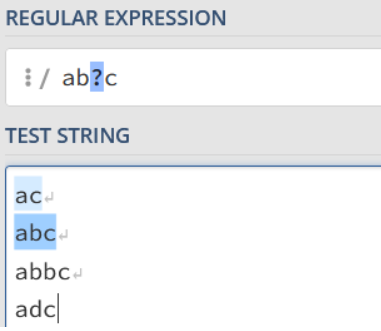 REGULAR EXPRESSION
⋮ / ab?c
TEST STRING
ac↵
abc↵
abbc↵
adc